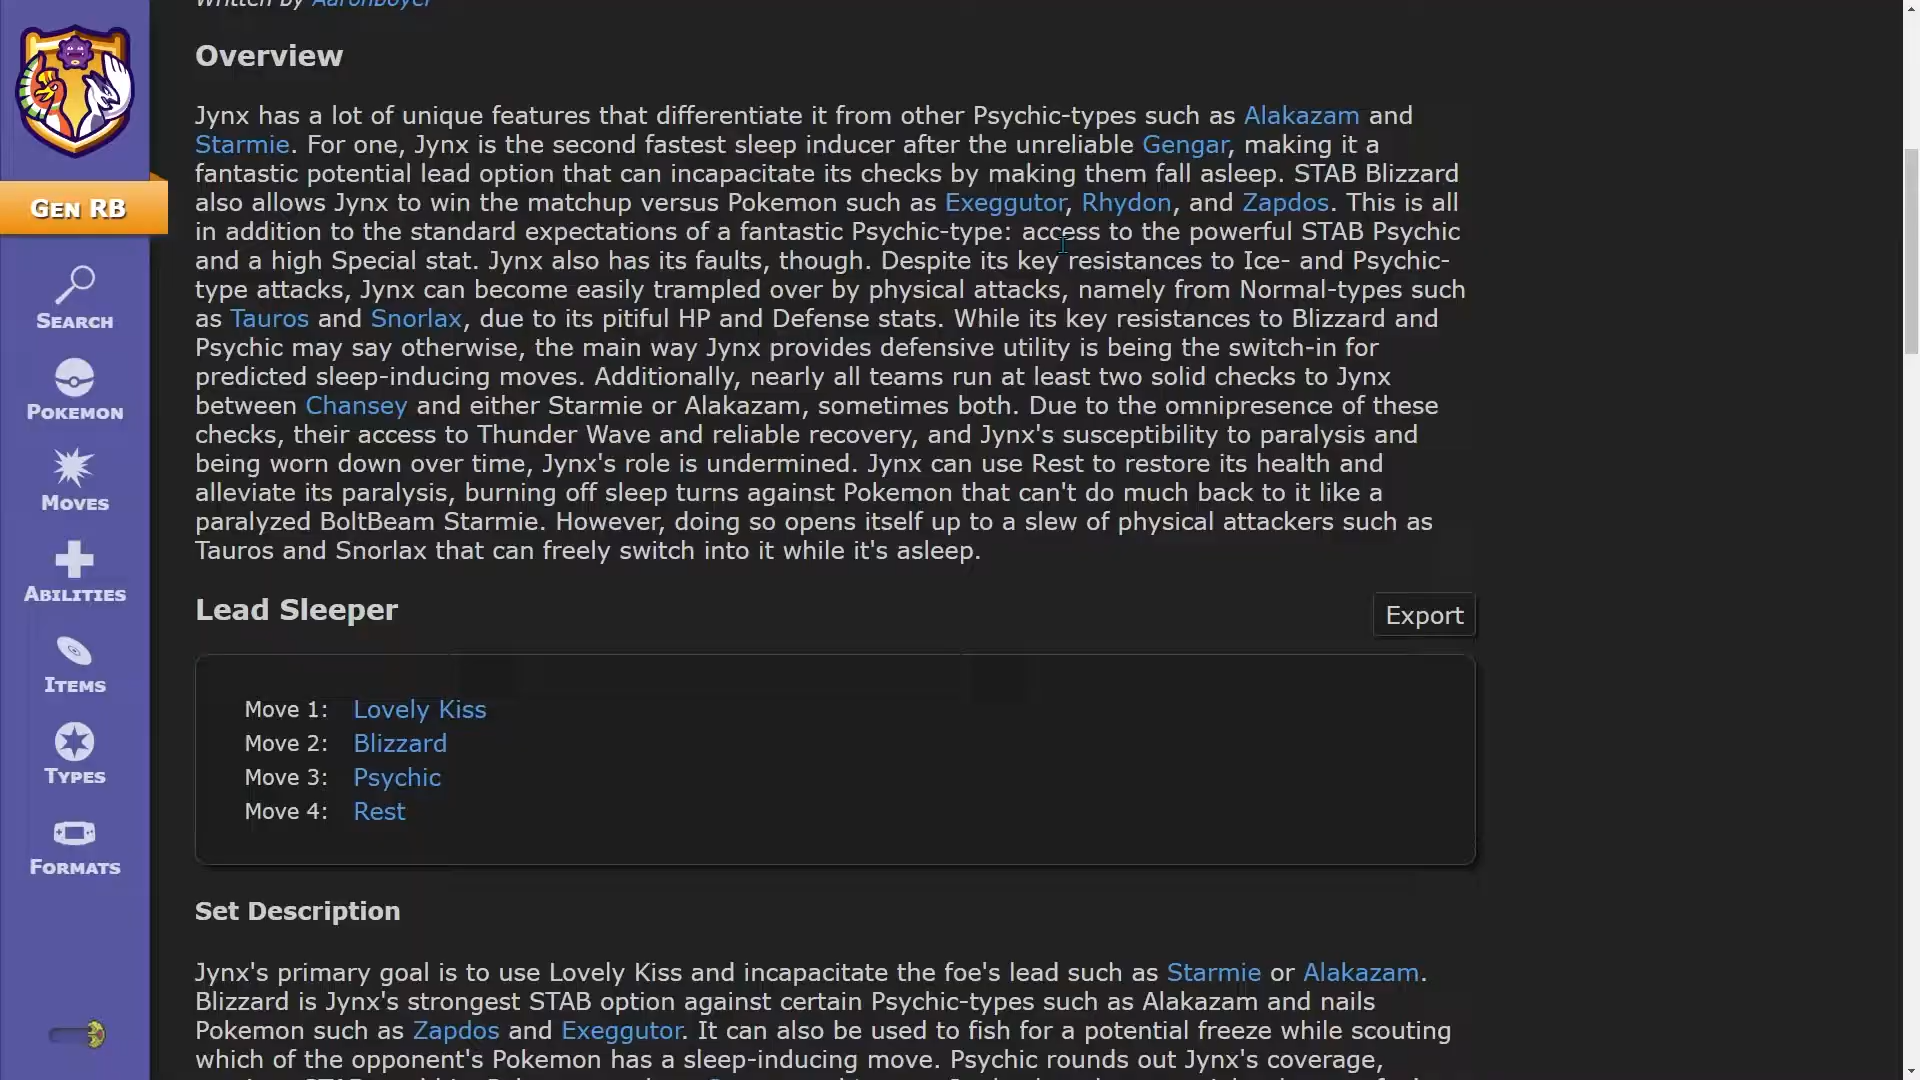 Written by AaronBoyer
Overview
Jynx has a lot of unique features that differentiate it from other Psychic-types such as Alakazam and
Starmie. For one, Jynx is the second fastest sleep inducer after the unreliable Gengar, making it a
fantastic potential lead option that can incapacitate its checks by making them fall asleep. STAB Blizzard
also allows Jynx to win the matchup versus Pokemon such as Exeggutor, Rhydon, and Zapdos. This is all
in addition to the standard expectations of a fantastic Psychic-type: access to the powerful STAB Psychic
and a high Special stat. Jynx also has its faults, though. Despite its key resistances to Ice- and Psychic-
type attacks, Jynx can become easily trampled over by physical attacks, namely from Normal-types such
as Tauros and Snorlax, due to its pitiful HP and Defense stats. While its key resistances to Blizzard and
Psychic may say otherwise, the main way Jynx provides defensive utility is being the switch-in for
predicted sleep-inducing moves. Additionally, nearly all teams run at least two solid checks to Jynx
between Chansey and either Starmie or Alakazam, sometimes both. Due to the omnipresence of these
checks, their access to Thunder Wave and reliable recovery, and Jynx's susceptibility to paralysis and
being worn down over time, Jynx's role is undermined. Jynx can use Rest to restore its health and
alleviate its paralysis, burning off sleep turns against Pokemon that can't do much back to it like a
paralyzed BoltBeam Starmie. However, doing so opens itself up to a slew of physical attackers such as
Tauros and Snorlax that can freely switch into it while it's asleep.
Lead Sleeper
Export
Move 1: Lovely Kiss
Move 2: Blizzard
Move 3: Psychic
Move 4: Rest
Set Description
Jynx's primary goal is to use Lovely Kiss and incapacitate the foe's lead such as Starmie or Alakazam.
Blizzard is Jynx's strongest STAB option against certain Psychic-types such as Alakazam and nails
Pokemon such as Zapdos and Exeggutor. It can also be used to fish for a potential freeze while scouting
which of the opponent's Pokemon has a sleep-inducing move. Psychic rounds out Jynx's coverage,
GEN RB
SEARCH
POKEMON
MOVES
ABILITIES
ITEMS
TYPES
FORMATS